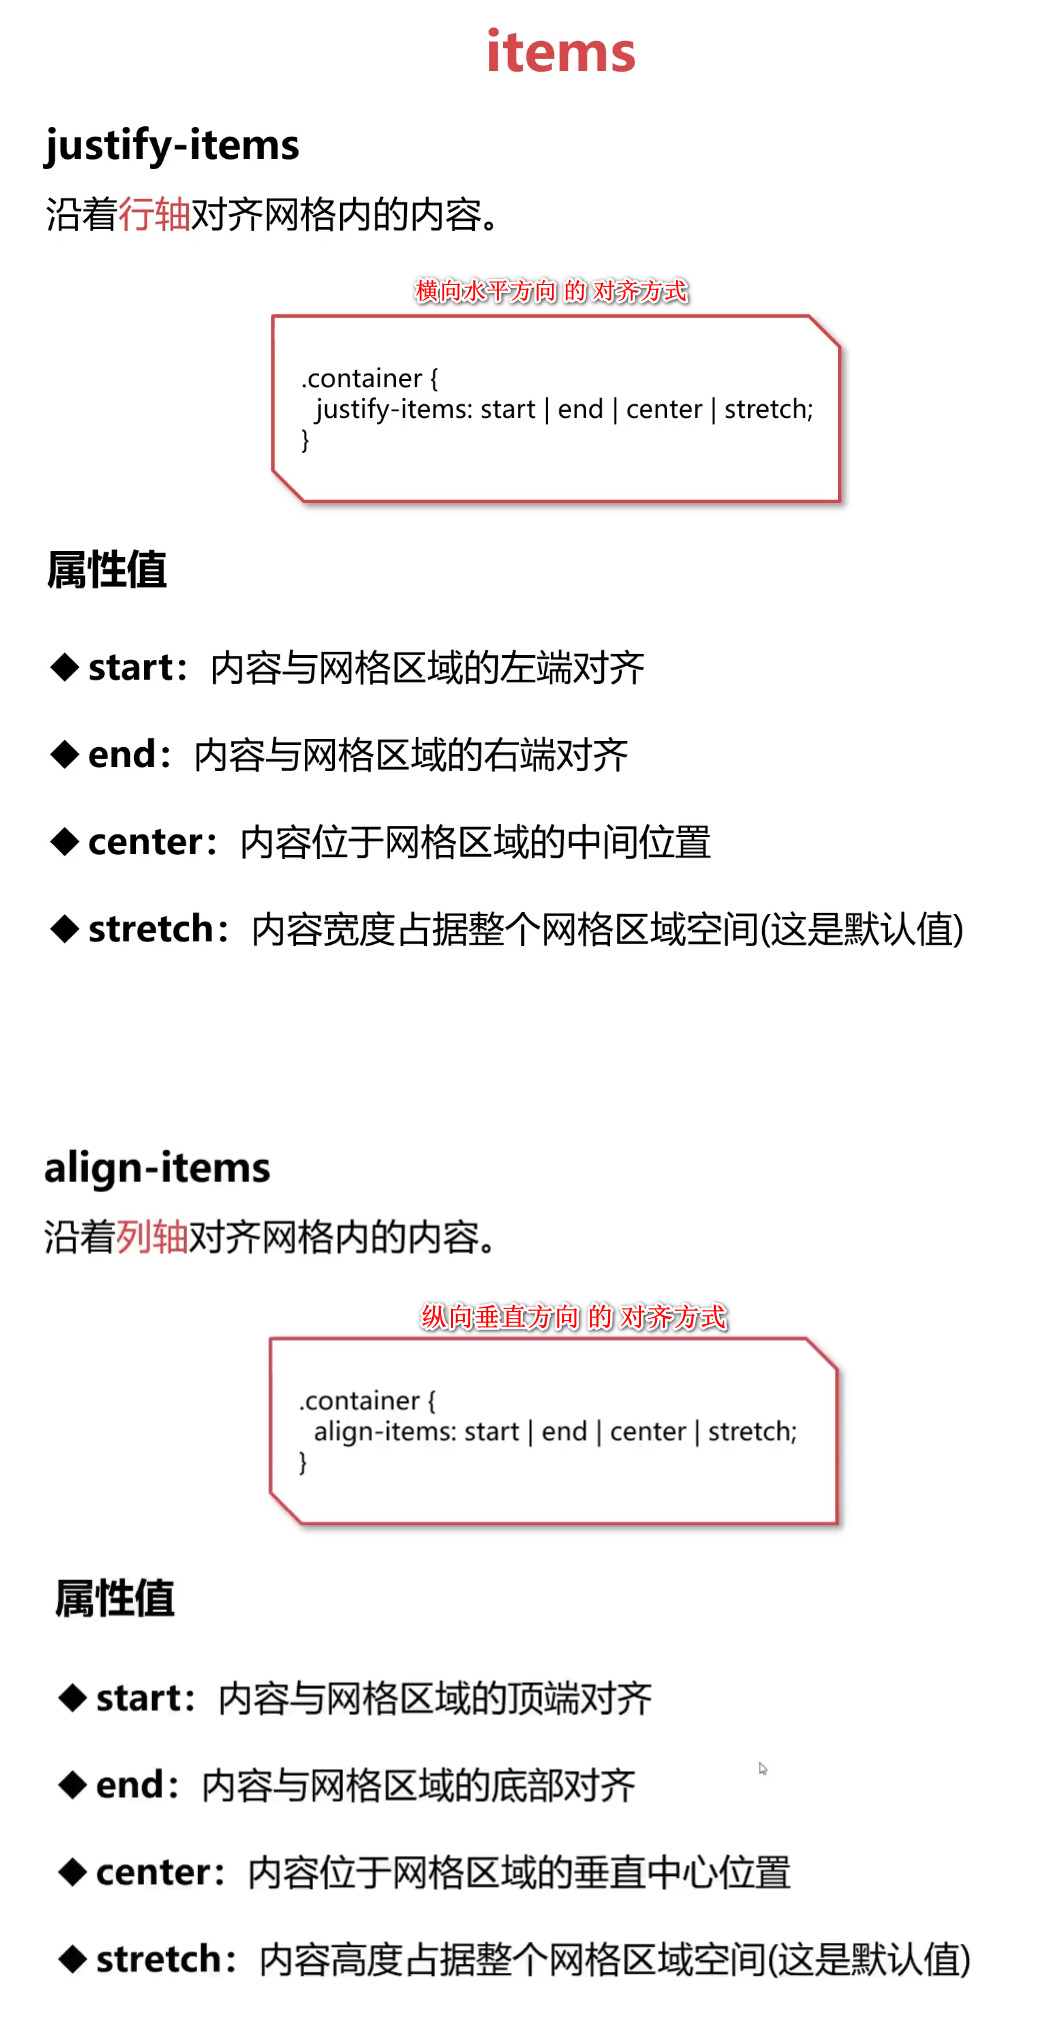 items
justify-items
沿着行轴对齐网格内的内容。
横向水平方向 的 对齐方式
.container {
justify-items: start | end | center | stretch;
}
属性值
◆ start：内容与网格区域的左端对齐
◆ end：内容与网格区域的右端对齐
◆ center：内容位于网格区域的中间位置
◆ stretch：内容宽度占据整个网格区域空间(这是默认值)
align-items
沿着列轴对齐网格内的内容。
纵向垂直方向 的 对齐方式
.container {
align-items: start | end | center | stretch;
}
属性值
◆ start：内容与网格区域的顶端对齐
◆ end：内容与网格区域的底部对齐
◆ center：内容位于网格区域的垂直中心位置
◆ stretch：内容高度占据整个网格区域空间(这是默认值)